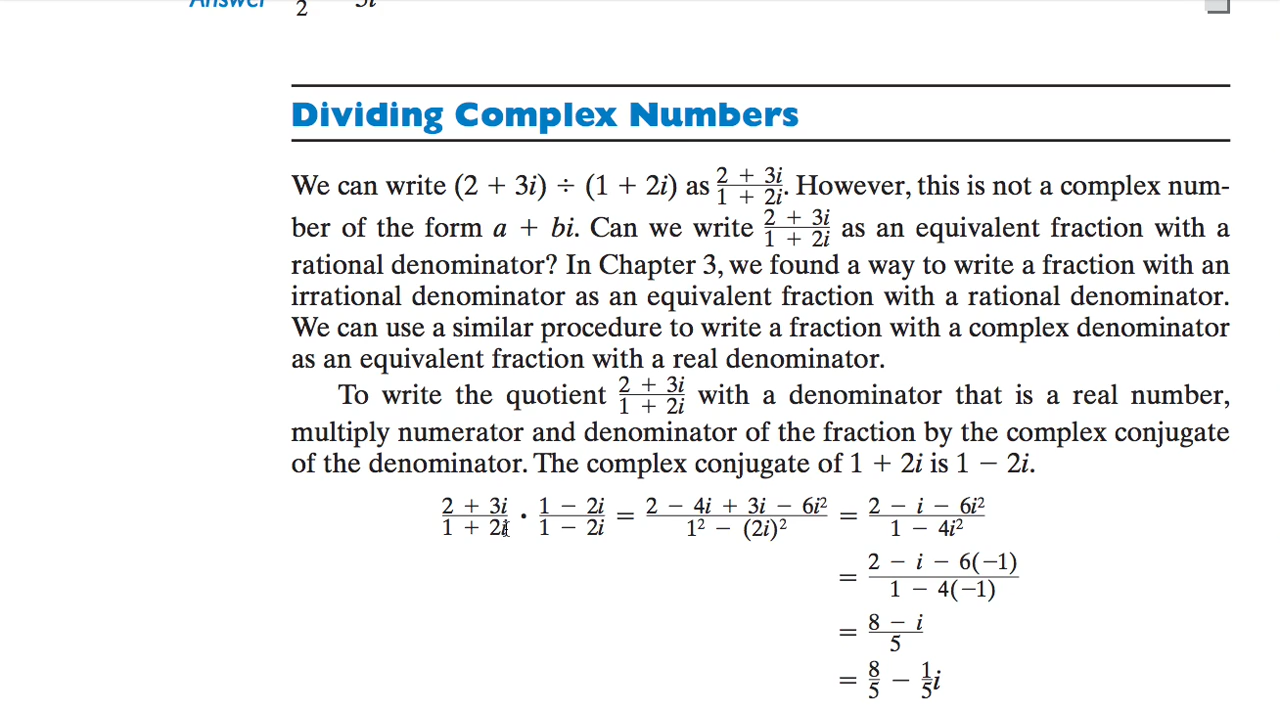 Answer 2 3i
Dividing Complex Numbers
We can write (2 + 3i) ÷ (1 + 2i) as (2 + 3i)/(1 + 2i). However, this is not a complex num-
ber of the form a + bi. Can we write (2 + 3i)/(1 + 2i) as an equivalent fraction with a
rational denominator? In Chapter 3, we found a way to write a fraction with an
irrational denominator as an equivalent fraction with a rational denominator.
We can use a similar procedure to write a fraction with a complex denominator
as an equivalent fraction with a real denominator.
To write the quotient (2 + 3i)/(1 + 2i) with a denominator that is a real number,
multiply numerator and denominator of the fraction by the complex conjugate
of the denominator. The complex conjugate of 1 + 2i is 1 − 2i.
(2 + 3i)/(1 + 2i) · (1 − 2i)/(1 − 2i) = (2 − 4i + 3i − 6i²)/(1² − (2i)²) = (2 − i − 6i²)/(1 − 4i²)
= (2 − i − 6(−1))/(1 − 4(−1))
= (8 − i)/5
= 8/5 − 1/5 i